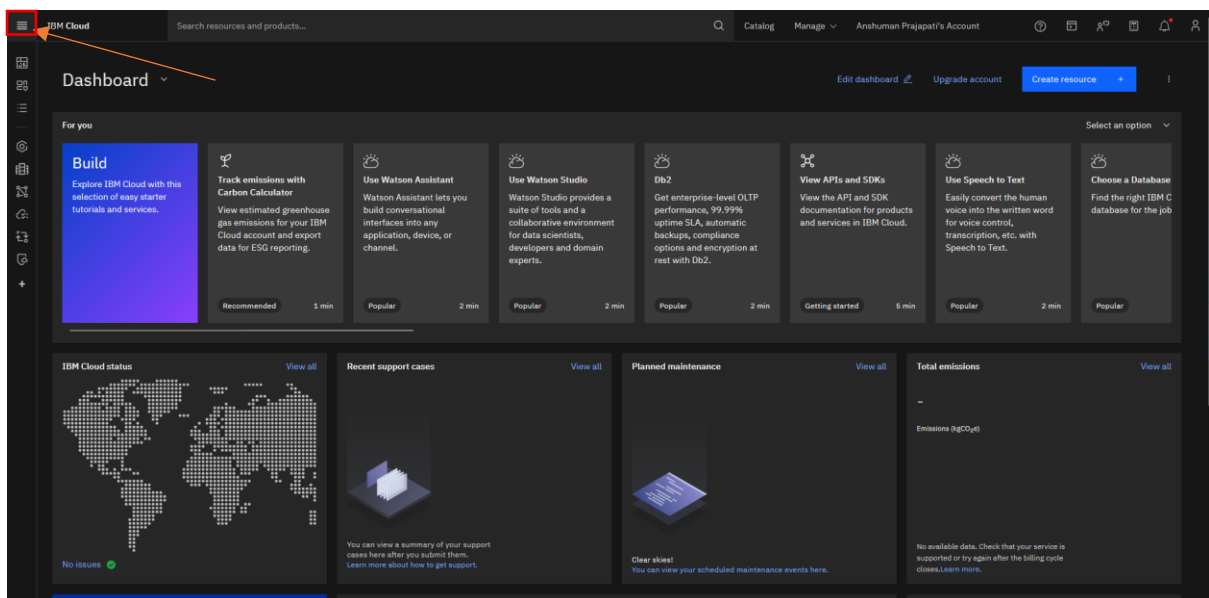 IBM Cloud
Search resources and products...
Catalog
Manage
Anshuman Prajapati's Account
Dashboard
Edit dashboard
Upgrade account
Create resource +
For you
Select an option
Build
Explore IBM Cloud with this
selection of easy starter
tutorials and services.
Track emissions with
Carbon Calculator
View estimated greenhouse
gas emissions for your IBM
Cloud account and export
data for ESG reporting.
Recommended
1 min
Use Watson Assistant
Watson Assistant lets you
build conversational
interfaces into any
application, device, or
channel.
Popular
2 min
Use Watson Studio
Watson Studio provides a
suite of tools and a
collaborative environment
for data scientists,
developers and domain
experts.
Popular
2 min
Db2
Get enterprise-level OLTP
performance, 99.99%
uptime SLA, automatic
backups, compliance
options and encryption at
rest with Db2.
Popular
2 min
View APIs and SDKs
View the API and SDK
documentation for products
and services in IBM Cloud.
Getting started
5 min
Use Speech to Text
Easily convert the human
voice into the written word
for voice control,
transcription, etc. with
Speech to Text.
Popular
2 min
Choose a Database
Find the right IBM C
database for the job
Popular
IBM Cloud status
View all
No issues
Recent support cases
View all
You can view a summary of your support
cases here after you submit them.
Learn more about how to get support.
Planned maintenance
View all
Clear skies!
You can view your scheduled maintenance events here.
Total emissions
View all
-
Emissions (kgCO₂e)
No available data. Check that your service is
supported or try again after the billing cycle
closes.Learn more.